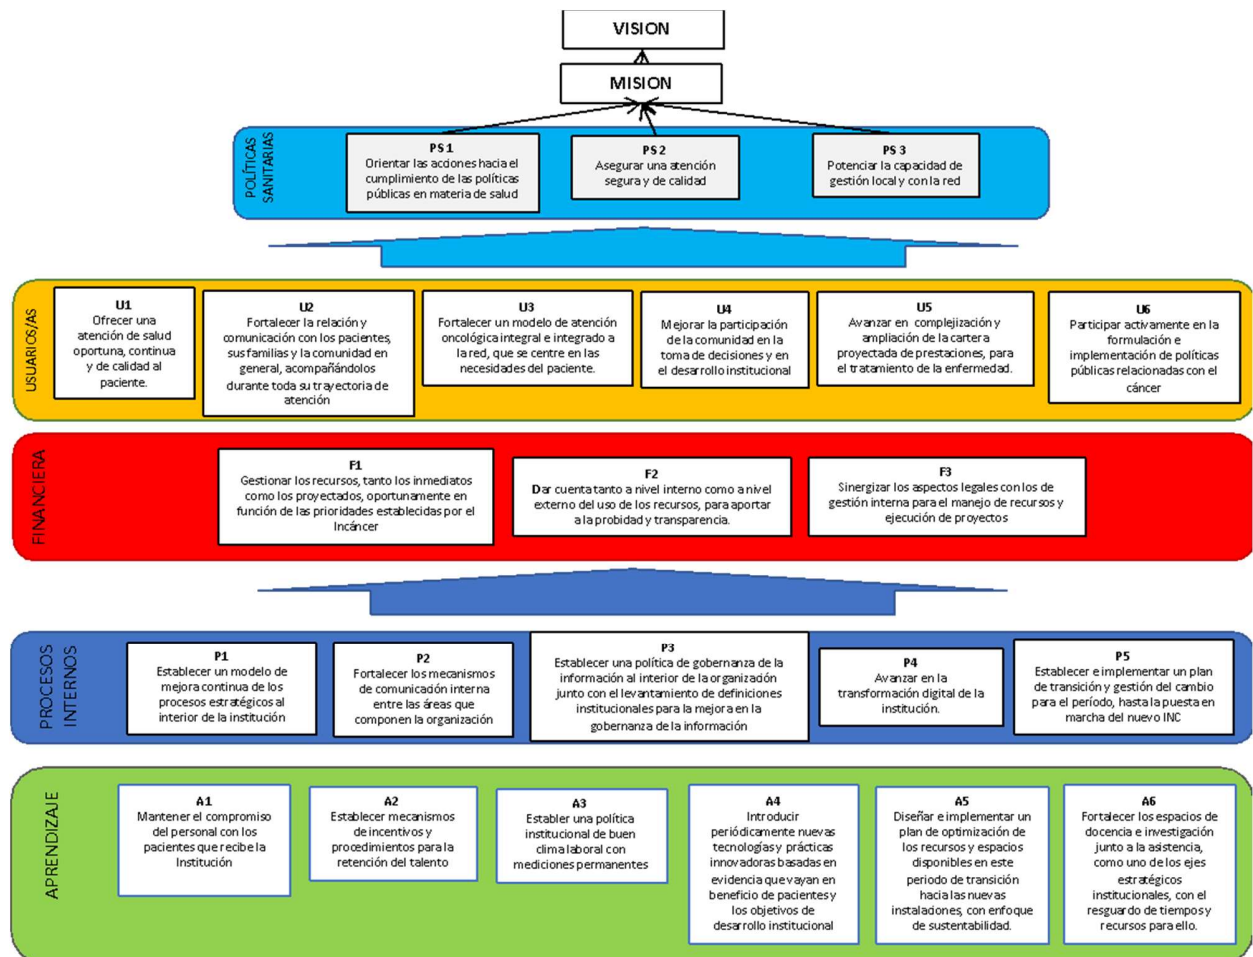 VISION
MISION
POLÍTICAS
SANITARIAS
PS 1
Orientar las acciones hacia el
cumplimiento de las políticas
públicas en materia de salud
PS 2
Asegurar una atención
segura y de calidad
PS 3
Potenciar la capacidad de
gestión local y con la red
USUARIOS/AS
U1
Ofrecer una
atención de salud
oportuna, continua
y de calidad al
paciente.
U2
Fortalecer la relación y
comunicación con los pacientes,
sus familias y la comunidad en
general, acompañándolos
durante toda su trayectoria de
atención
U3
Fortalecer un modelo de atención
oncológica integral e integrado a
la red, que se centre en las
necesidades del paciente.
U4
Mejorar la participación
de la comunidad en la
toma de decisiones y en
el desarrollo institucional
U5
Avanzar en complejización y
ampliación de la cartera
proyectada de prestaciones, para
el tratamiento de la enfermedad.
U6
Participar activamente en la
formulación e
implementación de políticas
públicas relacionadas con el
cáncer
FINANCIERA
F1
Gestionar los recursos, tanto los inmediatos
como los proyectados, oportunamente en
función de las prioridades establecidas por el
Incáncer
F2
Dar cuenta tanto a nivel interno como a nivel
externo del uso de los recursos, para aportar
a la probidad y transparencia.
F3
Sinergizar los aspectos legales con los de
gestión interna para el manejo de recursos y
ejecución de proyectos
PROCESOS
INTERNOS
P1
Establecer un modelo de
mejora continua de los
procesos estratégicos al
interior de la institución
P2
Fortalecer los mecanismos
de comunicación interna
entre las áreas que
componen la organización
P3
Establecer una política de gobernanza de la
información al interior de la organización
junto con el levantamiento de definiciones
institucionales para la mejora en la
gobernanza de la información
P4
Avanzar en la
transformación digital de la
institución.
P5
Establecer e implementar un plan
de transición y gestión del cambio
para el período, hasta la puesta en
marcha del nuevo INC
APRENDIZAJE
A1
Mantener el compromiso
del personal con los
pacientes que recibe la
Institución
A2
Establecer mecanismos
de incentivos y
procedimientos para la
retención del talento
A3
Establer una política
institucional de buen
clima laboral con
mediciones permanentes
A4
Introducir
periódicamente nuevas
tecnologías y prácticas
innovadoras basadas en
evidencia que vayan en
beneficio de pacientes y
los objetivos de
desarrollo institucional
A5
Diseñar e implementar un
plan de optimización de
los recursos y espacios
disponibles en este
periodo de transición
hacia las nuevas
instalaciones, con enfoque
de sustentabilidad.
A6
Fortalecer los espacios de
docencia e investigación
junto a la asistencia,
como uno de los ejes
estratégicos
institucionales, con el
resguardo de tiempos y
recursos para ello.